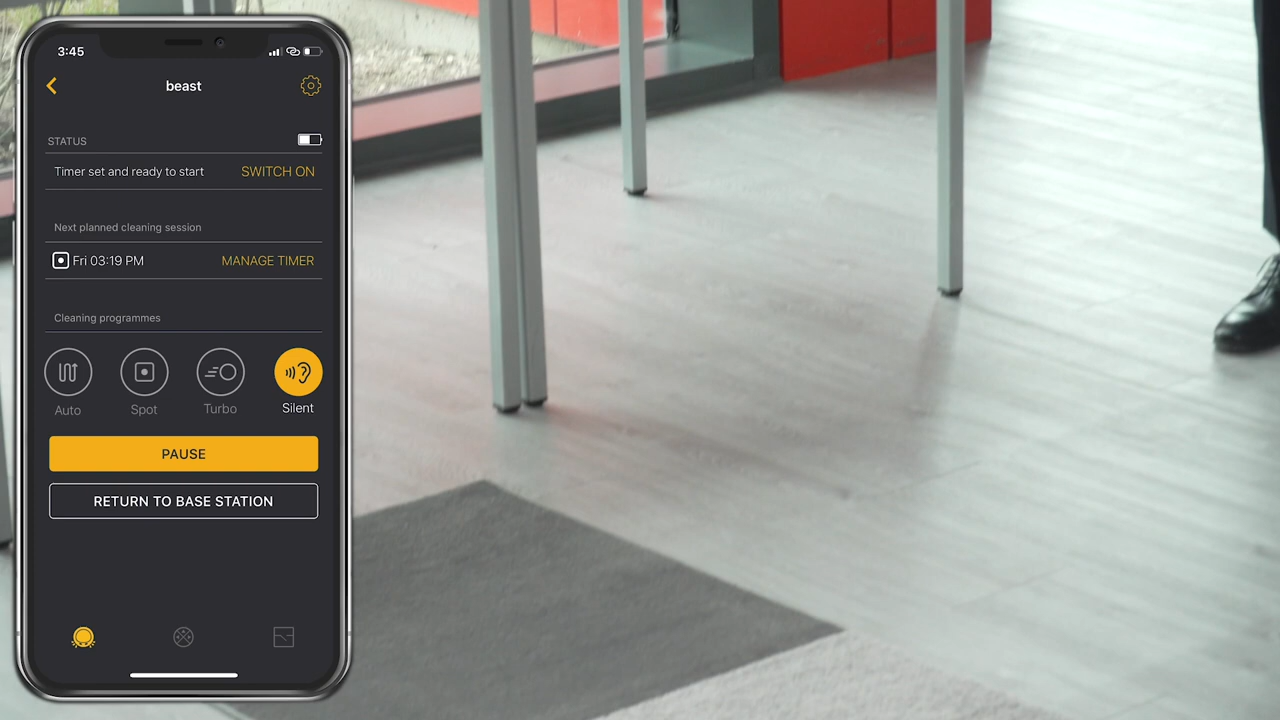 3:45
beast
STATUS
Timer set and ready to start SWITCH ON
Next planned cleaning session
Fri 03:19 PM MANAGE TIMER
Cleaning programmes
Auto Spot Turbo Silent
PAUSE
RETURN TO BASE STATION